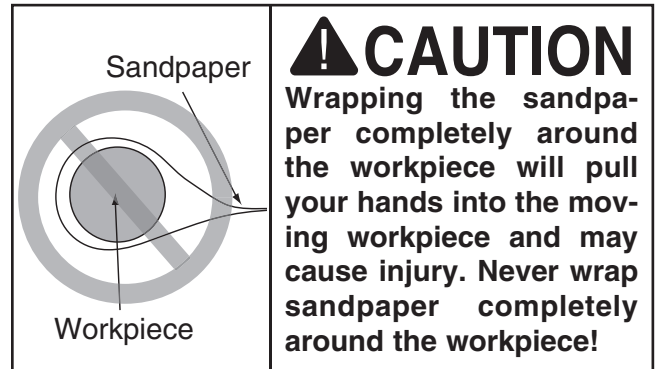 Sandpaper
Workpiece
CAUTION
Wrapping the sandpa-
per completely around
the workpiece will pull
your hands into the mov-
ing workpiece and may
cause injury. Never wrap
sandpaper completely
around the workpiece!